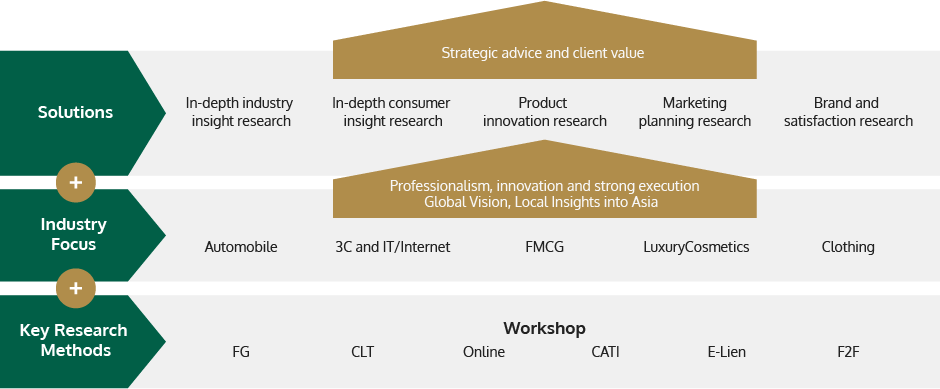 Strategic advice and client value
Solutions
In-depth industry
insight research
In-depth consumer
insight research
Product
innovation research
Marketing
planning research
Brand and
satisfaction research
+
Professionalism, innovation and strong execution
Global Vision, Local Insights into Asia
Industry
Focus
Automobile
3C and IT/Internet
FMCG
LuxuryCosmetics
Clothing
+
Key Research
Methods
Workshop
FG
CLT
Online
CATI
E-Lien
F2F